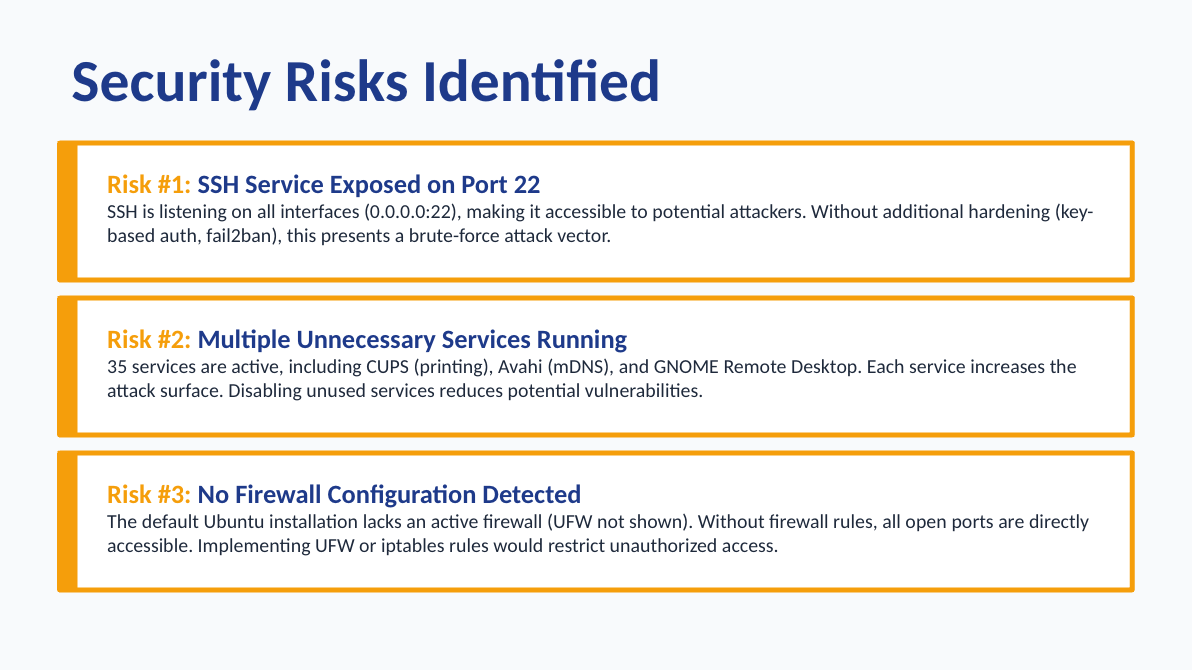 Security Risks Identified
Risk #1: SSH Service Exposed on Port 22
SSH is listening on all interfaces (0.0.0.0:22), making it accessible to potential attackers. Without additional hardening (key-
based auth, fail2ban), this presents a brute-force attack vector.
Risk #2: Multiple Unnecessary Services Running
35 services are active, including CUPS (printing), Avahi (mDNS), and GNOME Remote Desktop. Each service increases the
attack surface. Disabling unused services reduces potential vulnerabilities.
Risk #3: No Firewall Configuration Detected
The default Ubuntu installation lacks an active firewall (UFW not shown). Without firewall rules, all open ports are directly
accessible. Implementing UFW or iptables rules would restrict unauthorized access.